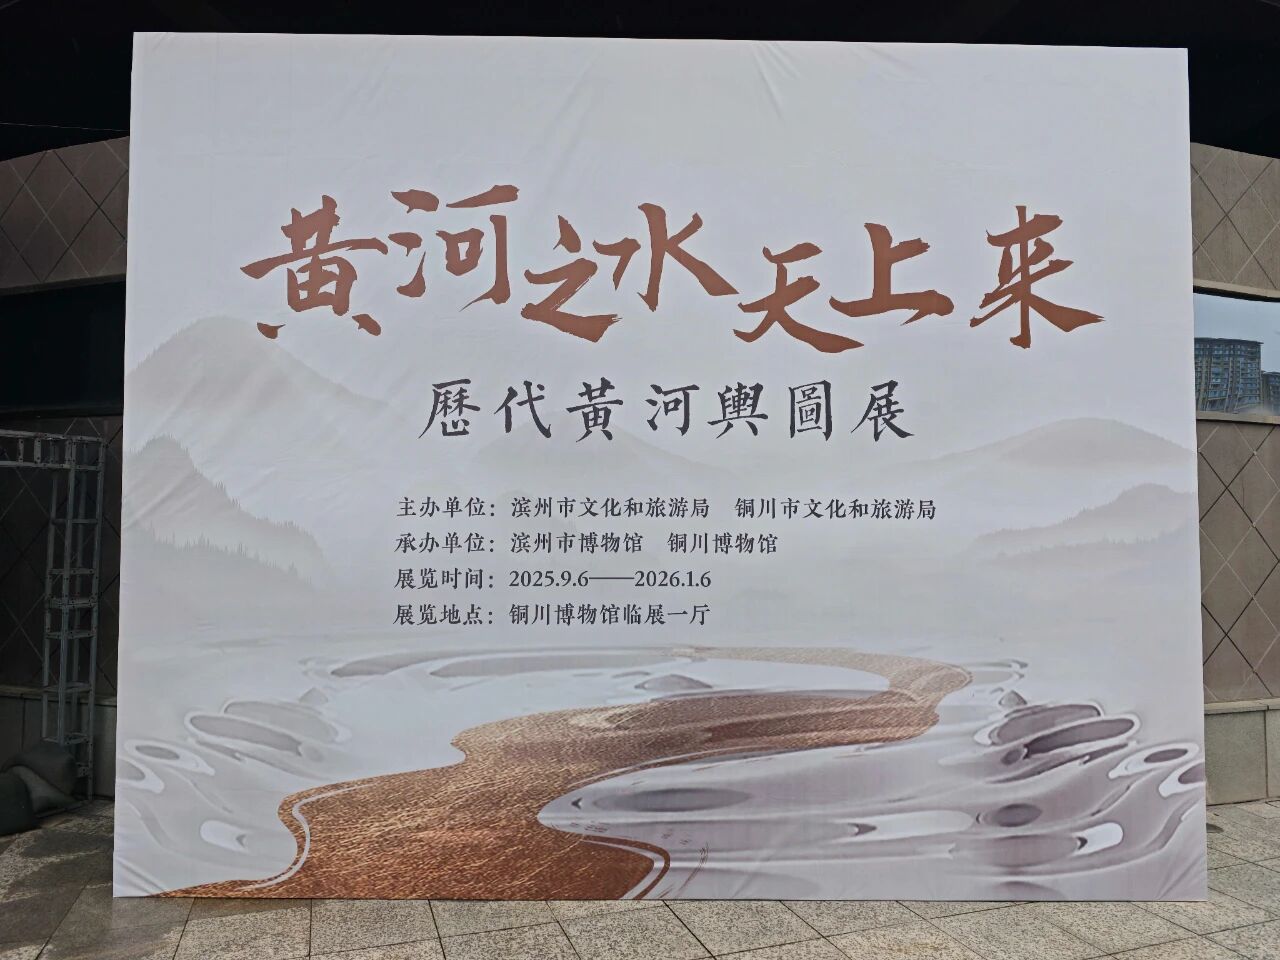 黄河之水天上来
歷代黃河輿圖展
主办单位：滨州市文化和旅游局　铜川市文化和旅游局
承办单位：滨州市博物馆　铜川博物馆
展览时间：2025.9.6——2026.1.6
展览地点：铜川博物馆临展一厅